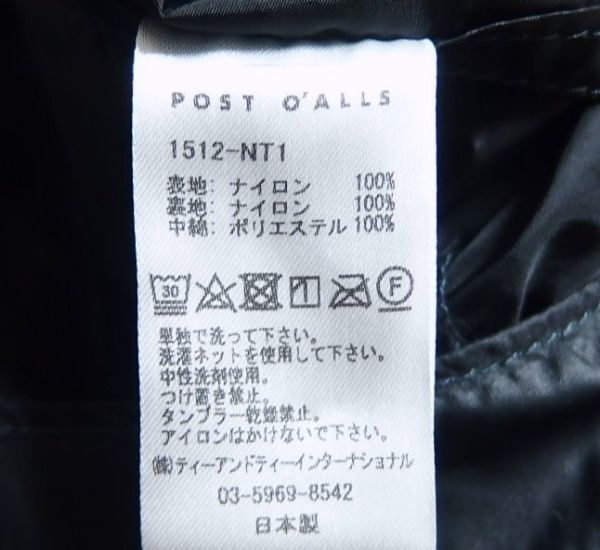 POST O'ALLS
1512-NT1
表地: ナイロン 100%
裏地: ナイロン 100%
中綿: ポリエステル 100%
30 F
単独で洗って下さい。
洗濯ネットを使用して下さい。
中性洗剤使用。
つけ置き禁止。
タンブラー乾燥禁止。
アイロンはかけないで下さい。
㈱ティーアンドティーインターナショナル
03-5969-8542
日本製